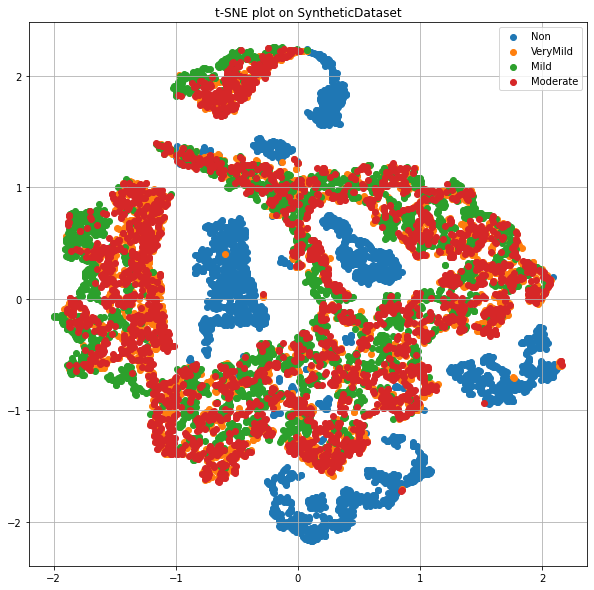 t-SNE plot on SyntheticDataset
Non
VeryMild
Mild
Moderate
2
1
0
−1
−2
−2
−1
0
1
2